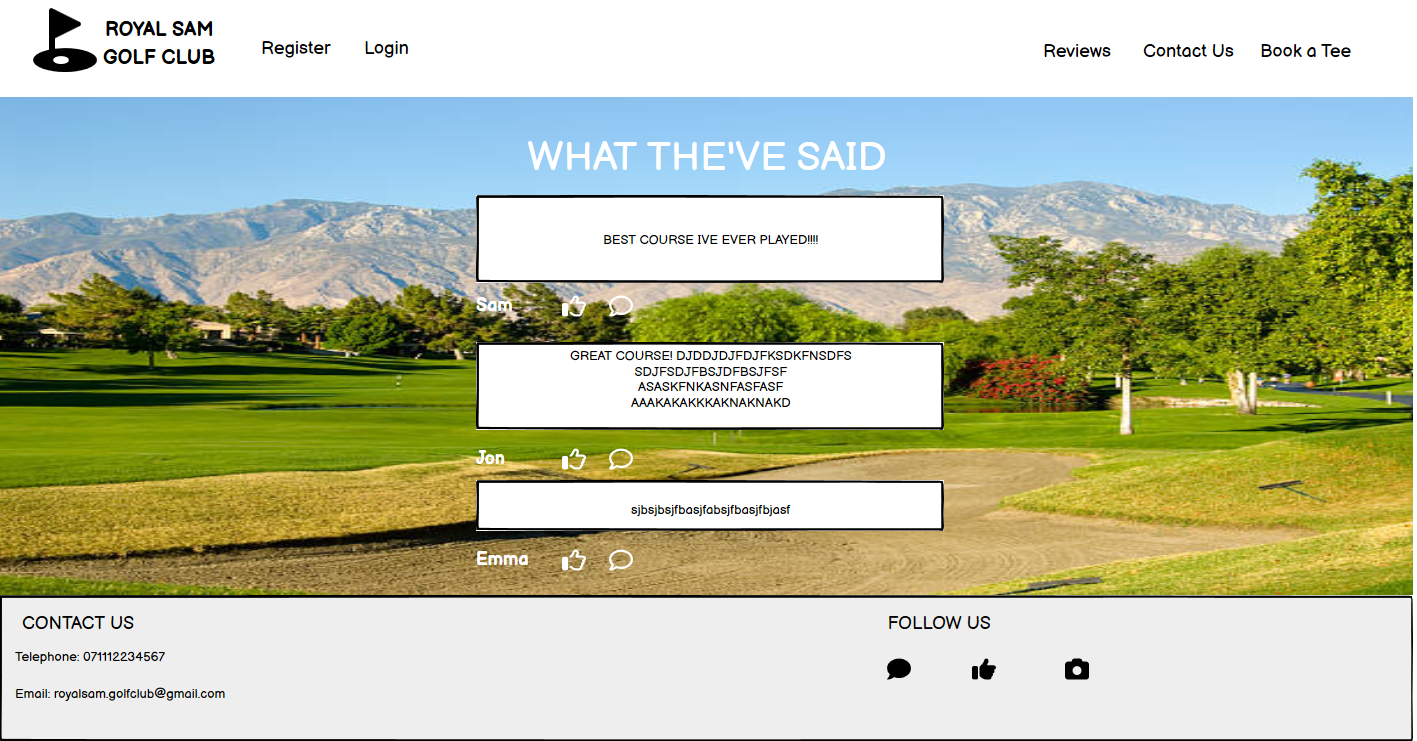 ROYAL SAM
GOLF CLUB
Register
Login
Reviews
Contact Us
Book a Tee
WHAT THE'VE SAID
BEST COURSE IVE EVER PLAYED!!!!
Sam
GREAT COURSE! DJDDJDJFDJFKSDKFNSDFS
SDJFSDJFBSJDFBSJFSF
ASASKFNKASNFASFASF
AAAKAKAKKKAKNAKNAKD
Jon
sjbsjbsjfbasjfabsjfbasjfbjasf
Emma
CONTACT US
Telephone: 071112234567
Email: royalsam.golfclub@gmail.com
FOLLOW US